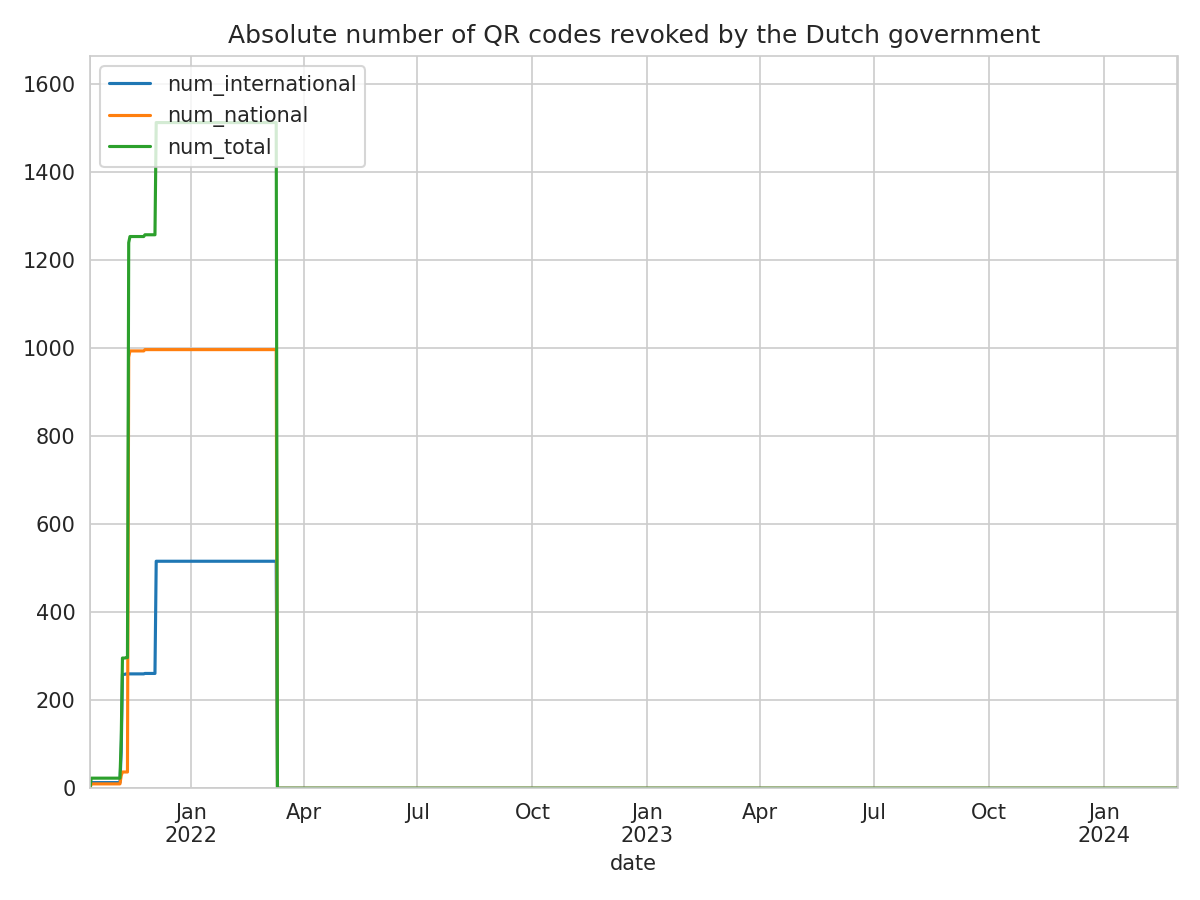 Absolute number of QR codes revoked by the Dutch government
num_international
num_national
num_total
1600
1400
1200
1000
800
600
400
200
0
Jan Apr Jul Oct Jan Apr Jul Oct Jan
2022 2023 2024
date